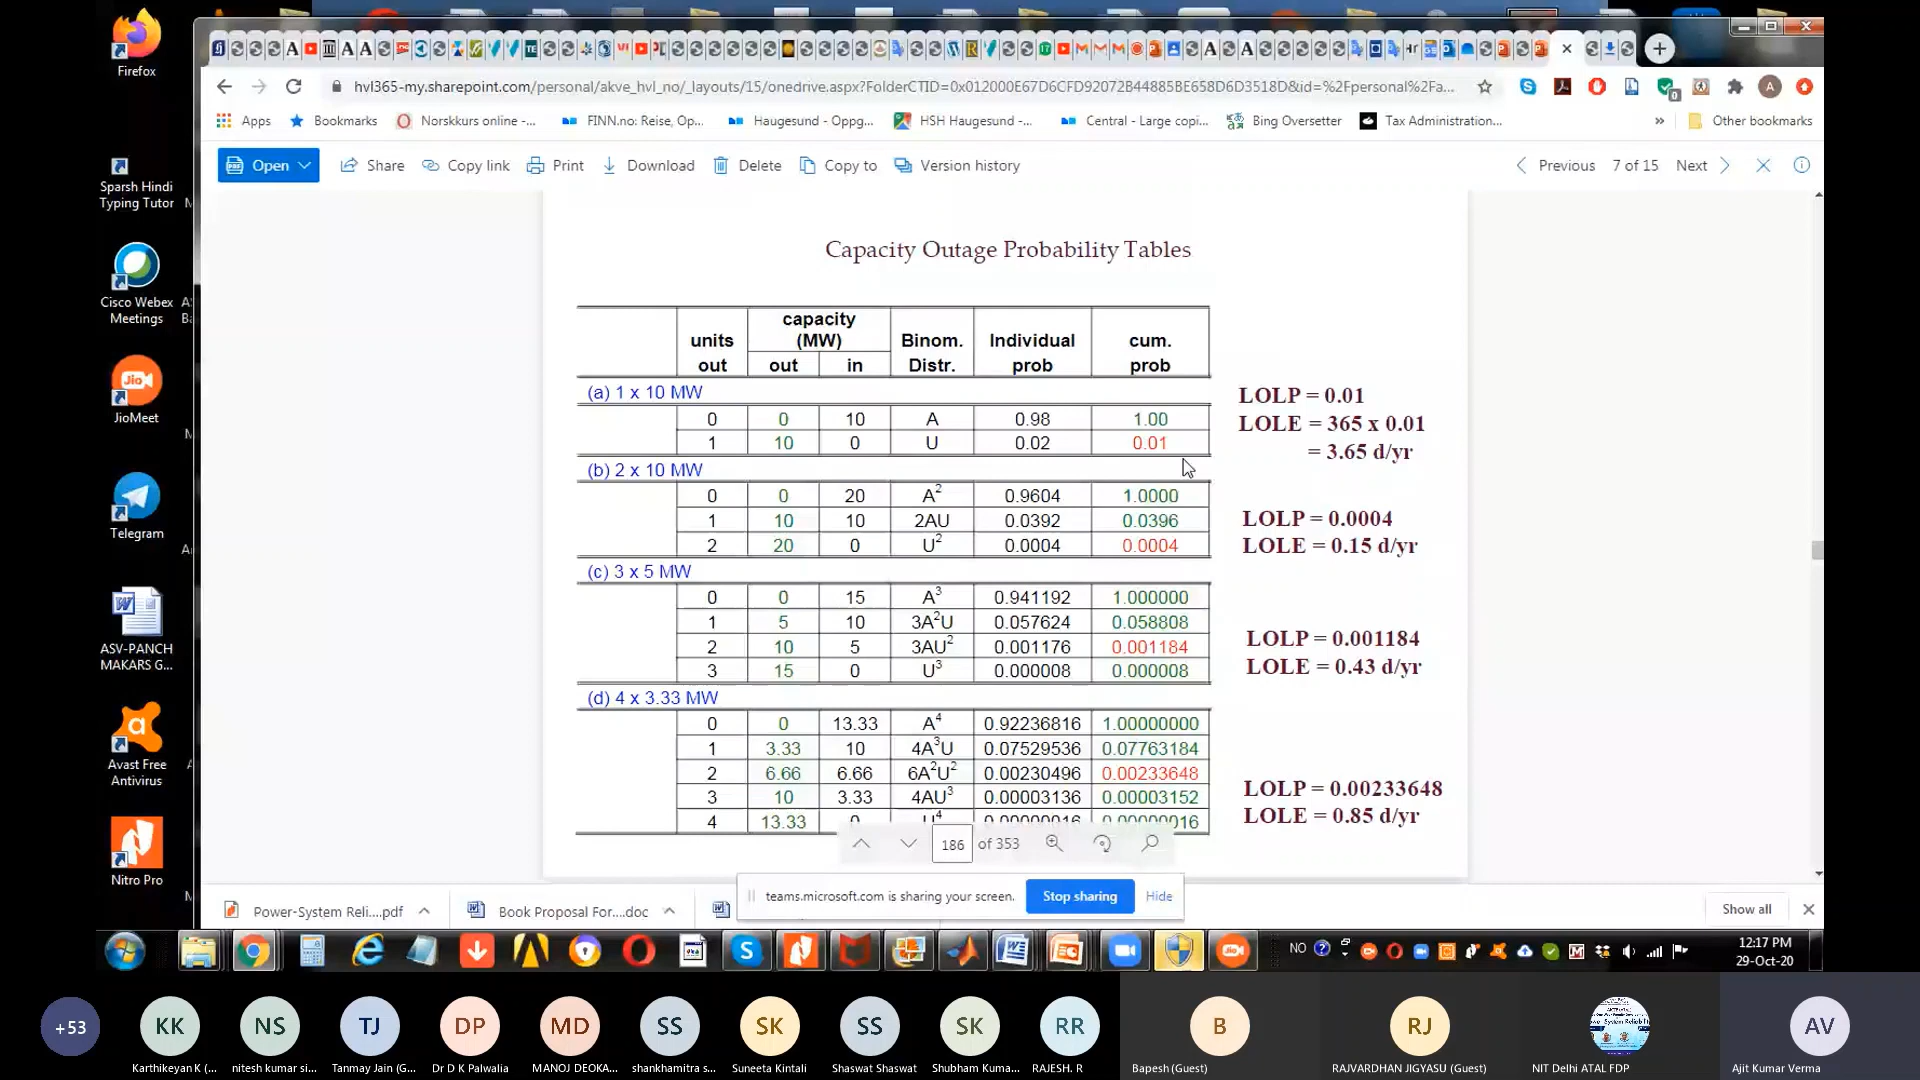 Firefox
Sparsh Hindi
Typing Tutor
Cisco Webex
Meetings
JioMeet
Telegram
ASV-PANCH
MAKARS G...
Avast Free
Antivirus
Nitro Pro
hvl365-my.sharepoint.com/personal/akve_hvl_no/_layouts/15/onedrive.aspx?FolderCTID=0x012000E67D6CFD92072B44885BE658D6D3518D&id=%2Fpersonal%2Fa...
Apps Bookmarks Norskkurs online -... FINN.no: Reise, Op... Haugesund - Oppg... HSH Haugesund -... Central - Large copi... Bing Oversetter Tax Administration... » Other bookmarks
Open Share Copy link Print Download Delete Copy to Version history Previous 7 of 15 Next
Capacity Outage Probability Tables
units out capacity (MW) out in Binom. Distr. Individual prob cum. prob
(a) 1 x 10 MW
0 0 10 A 0.98 1.00
1 10 0 U 0.02 0.01
(b) 2 x 10 MW
0 0 20 A² 0.9604 1.0000
1 10 10 2AU 0.0392 0.0396
2 20 0 U² 0.0004 0.0004
(c) 3 x 5 MW
0 0 15 A³ 0.941192 1.000000
1 5 10 3A²U 0.057624 0.058808
2 10 5 3AU² 0.001176 0.001184
3 15 0 U³ 0.000008 0.000008
(d) 4 x 3.33 MW
0 0 13.33 A⁴ 0.92236816 1.00000000
1 3.33 10 4A³U 0.07529536 0.07763184
2 6.66 6.66 6A²U² 0.00230496 0.00233648
3 10 3.33 4AU³ 0.00003136 0.00003152
4 13.33 0 U⁴ 0.00000016 0.00000016
LOLP = 0.01
LOLE = 365 x 0.01
= 3.65 d/yr
LOLP = 0.0004
LOLE = 0.15 d/yr
LOLP = 0.001184
LOLE = 0.43 d/yr
LOLP = 0.00233648
LOLE = 0.85 d/yr
186 of 353
teams.microsoft.com is sharing your screen. Stop sharing Hide
Power-System Reli....pdf Book Proposal For....doc Show all
NO 12:17 PM
29-Oct-20
+53 KK NS TJ DP MD SS SK SS SK RR B RJ AV
Karthikeyan K (... nitesh kumar si... Tanmay Jain (G... Dr D K Palwalia MANOJ DEOKA... shankhamitra s... Suneeta Kintali Shaswat Shaswat Shubham Kuma... RAJESH. R Bapesh (Guest) RAJVARDHAN JIGYASU (Guest) NIT Delhi ATAL FDP Ajit Kumar Verma